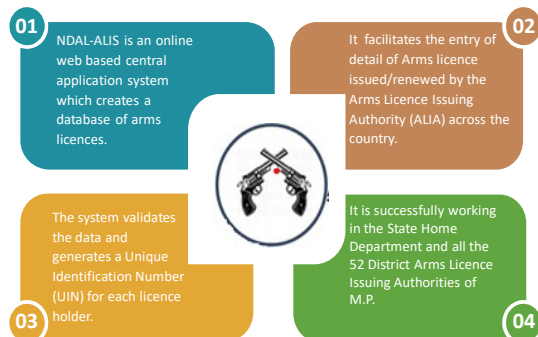 01
NDAL-ALIS is an online
web based central
application system
which creates a
database of arms
licences.
02
It facilitates the entry of
detail of Arms licence
issued/renewed by the
Arms Licence Issuing
Authority (ALIA) across the
country.
The system validates
the data and
generates a Unique
Identification Number
(UIN) for each licence
holder.
03
It is successfully working
in the State Home
Department and all the
52 District Arms Licence
Issuing Authorities of
M.P.
04